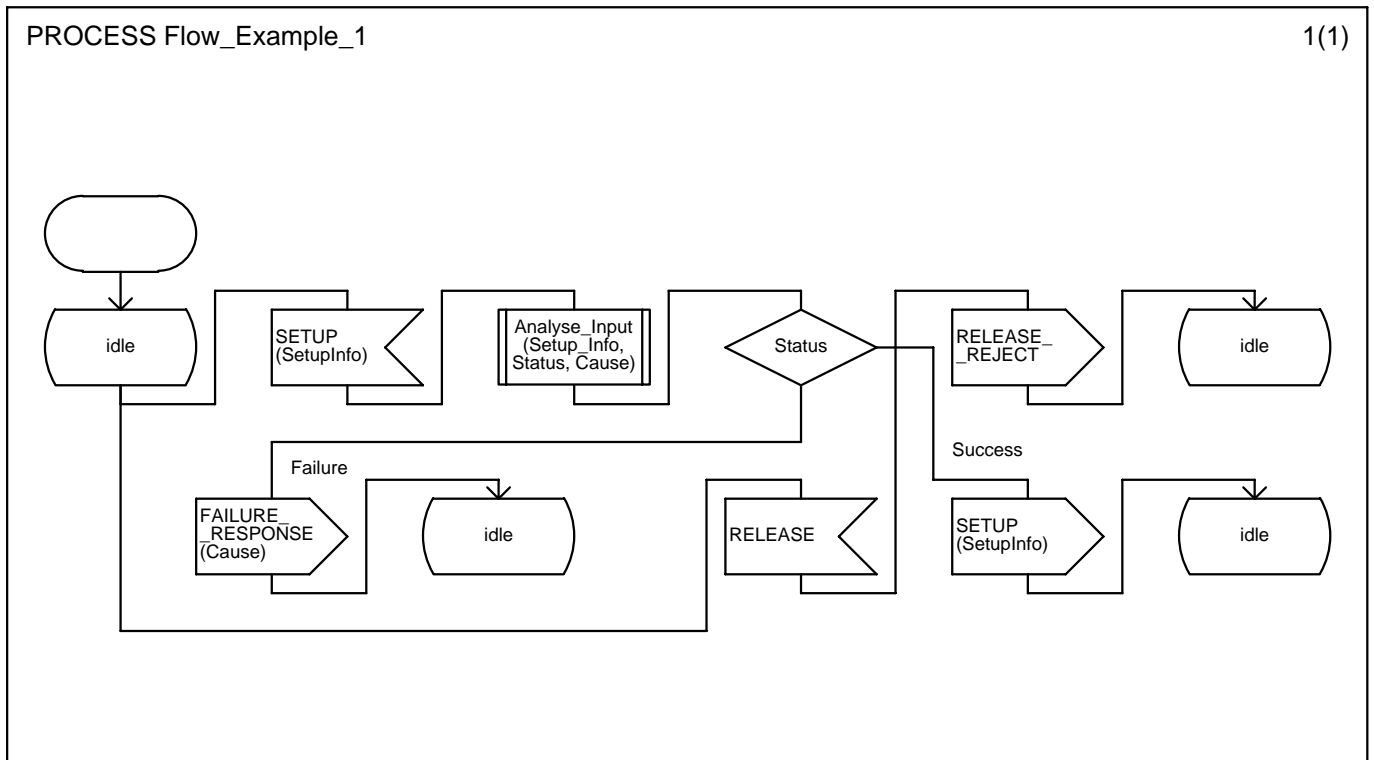 PROCESS Flow_Example_1
1(1)
idle
SETUP
(SetupInfo)
Analyse_Input
(Setup_Info,
Status, Cause)
Status
RELEASE_
_REJECT
idle
Failure
Success
FAILURE_
_RESPONSE
(Cause)
idle
RELEASE
SETUP
(SetupInfo)
idle